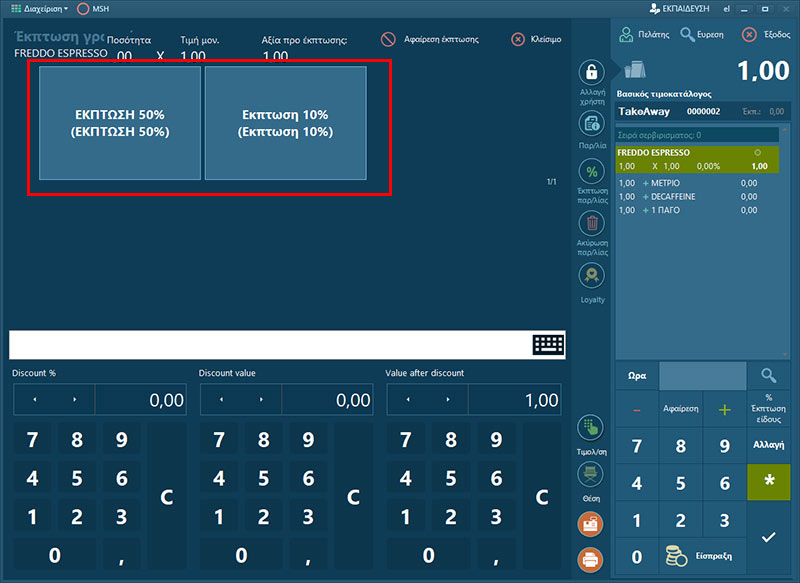 Διαχείριση
MSH
ΕΚΠΑΙΔΕΥΣΗ
el
Έκπτωση γρα
Ποσότητα
Τιμή μον.
Αξία προ έκπτωσης:
Αφαίρεση έκπτωσης
Κλείσιμο
FREDDO ESPRESSO
,00
X
1,00
1,00
ΕΚΠΤΩΣΗ 50%
(ΕΚΠΤΩΣΗ 50%)
Εκπτωση 10%
(Εκπτωση 10%)
1/1
Discount %
Discount value
Value after discount
0,00
0,00
1,00
7 8 9
4 5 6
1 2 3
0 ,
C
7 8 9
4 5 6
1 2 3
0 ,
C
7 8 9
4 5 6
1 2 3
0 ,
C
Αλλαγή
χρήστη
Παρ/λία
%
Έκπτωση
παρ/λίας
Ακύρωση
παρ/λίας
Loyalty
Τιμολ/ση
Θέση
Πελάτης
Ευρεση
Έξοδος
1,00
Βασικός τιμοκατάλογος
TakeAway 0000002 Έκπ.: 0,00
Σειρά σερβιρισματος: 0
FREDDO ESPRESSO
1,00 X 1,00 0,00% 1,00
1,00 + ΜΕΤΡΙΟ 0,00
1,00 + DECAFFEINE 0,00
1,00 + 1 ΠΑΓΟ 0,00
Ωρα
- Αφαίρεση +
%
Έκπτωση
είδους
7 8 9 Αλλαγή
4 5 6 *
1 2 3
0 Είσπραξη